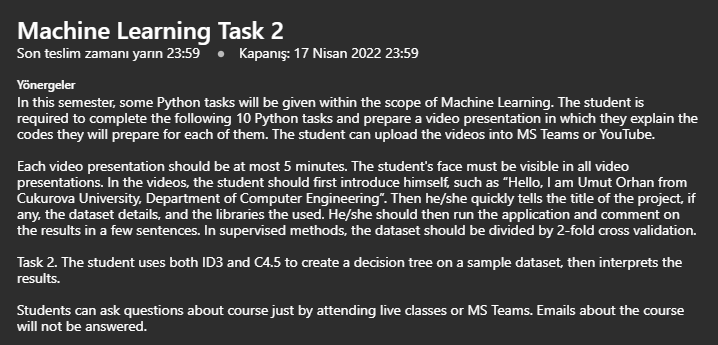 Machine Learning Task 2
Son teslim zamanı yarın 23:59 • Kapanış: 17 Nisan 2022 23:59
Yönergeler
In this semester, some Python tasks will be given within the scope of Machine Learning. The student is
required to complete the following 10 Python tasks and prepare a video presentation in which they explain the
codes they will prepare for each of them. The student can upload the videos into MS Teams or YouTube.
Each video presentation should be at most 5 minutes. The student's face must be visible in all video
presentations. In the videos, the student should first introduce himself, such as “Hello, I am Umut Orhan from
Cukurova University, Department of Computer Engineering”. Then he/she quickly tells the title of the project, if
any, the dataset details, and the libraries the used. He/she should then run the application and comment on
the results in a few sentences. In supervised methods, the dataset should be divided by 2-fold cross validation.
Task 2. The student uses both ID3 and C4.5 to create a decision tree on a sample dataset, then interprets the
results.
Students can ask questions about course just by attending live classes or MS Teams. Emails about the course
will not be answered.